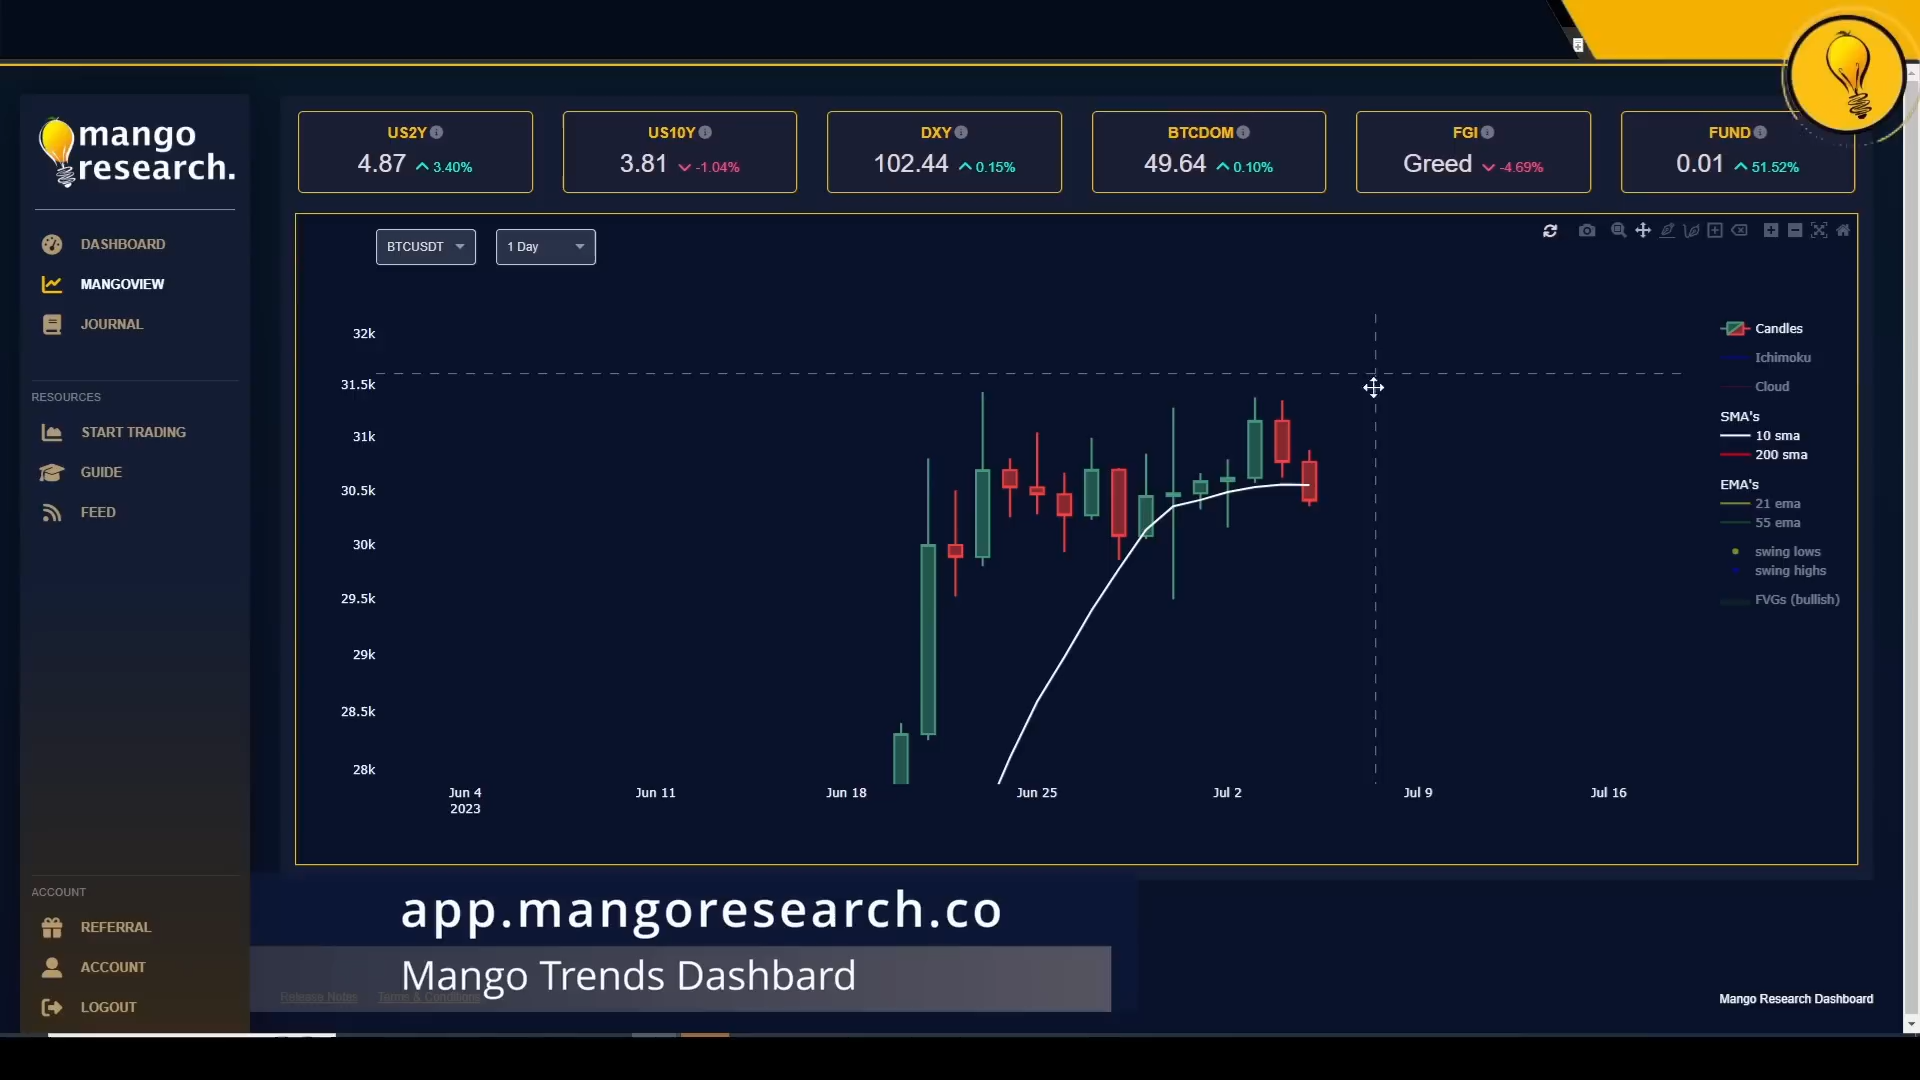 mango
research.
DASHBOARD
MANGOVIEW
JOURNAL
RESOURCES
START TRADING
GUIDE
FEED
ACCOUNT
REFERRAL
ACCOUNT
LOGOUT
US2Y
4.87 3.40%
US10Y
3.81 -1.04%
DXY
102.44 0.15%
BTCDOM
49.64 0.10%
FGI
Greed -4.69%
FUND
0.01 51.52%
BTCUSDT
1 Day
32k
31.5k
31k
30.5k
30k
29.5k
29k
28.5k
28k
Jun 4
2023
Jun 11
Jun 18
Jun 25
Jul 2
Jul 9
Jul 16
Candles
Ichimoku
Cloud
SMA's
10 sma
200 sma
EMA's
21 ema
55 ema
swing lows
swing highs
FVGs (bullish)
app.mangoresearch.co
Mango Trends Dashbard
Release Notes
Terms & Conditions
Mango Research Dashboard